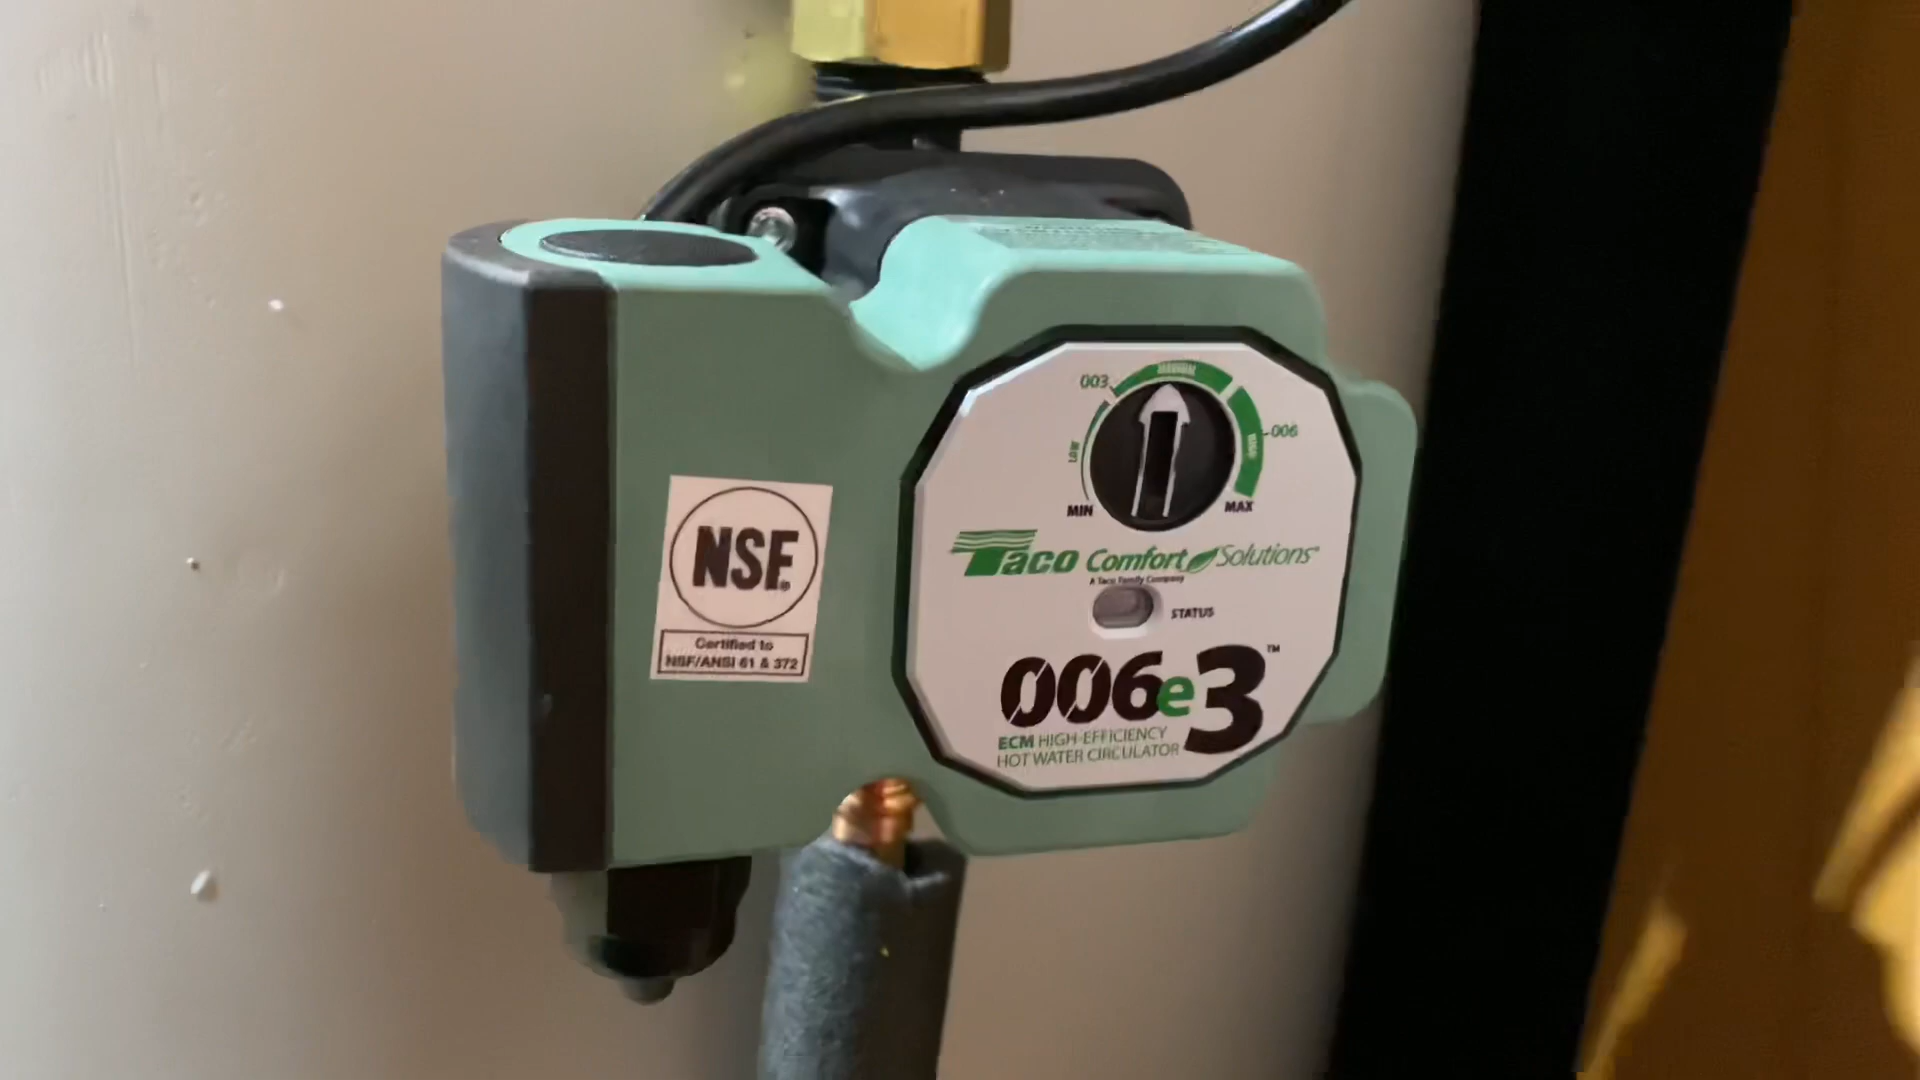 003
006
LOW
HIGH
MIN
MAX
Taco Comfort Solutions®
A Taco Family Company
STATUS
006e3™
ECM HIGH-EFFICIENCY
HOT WATER CIRCULATOR
NSF®
Certified to
NSF/ANSI 61 & 372